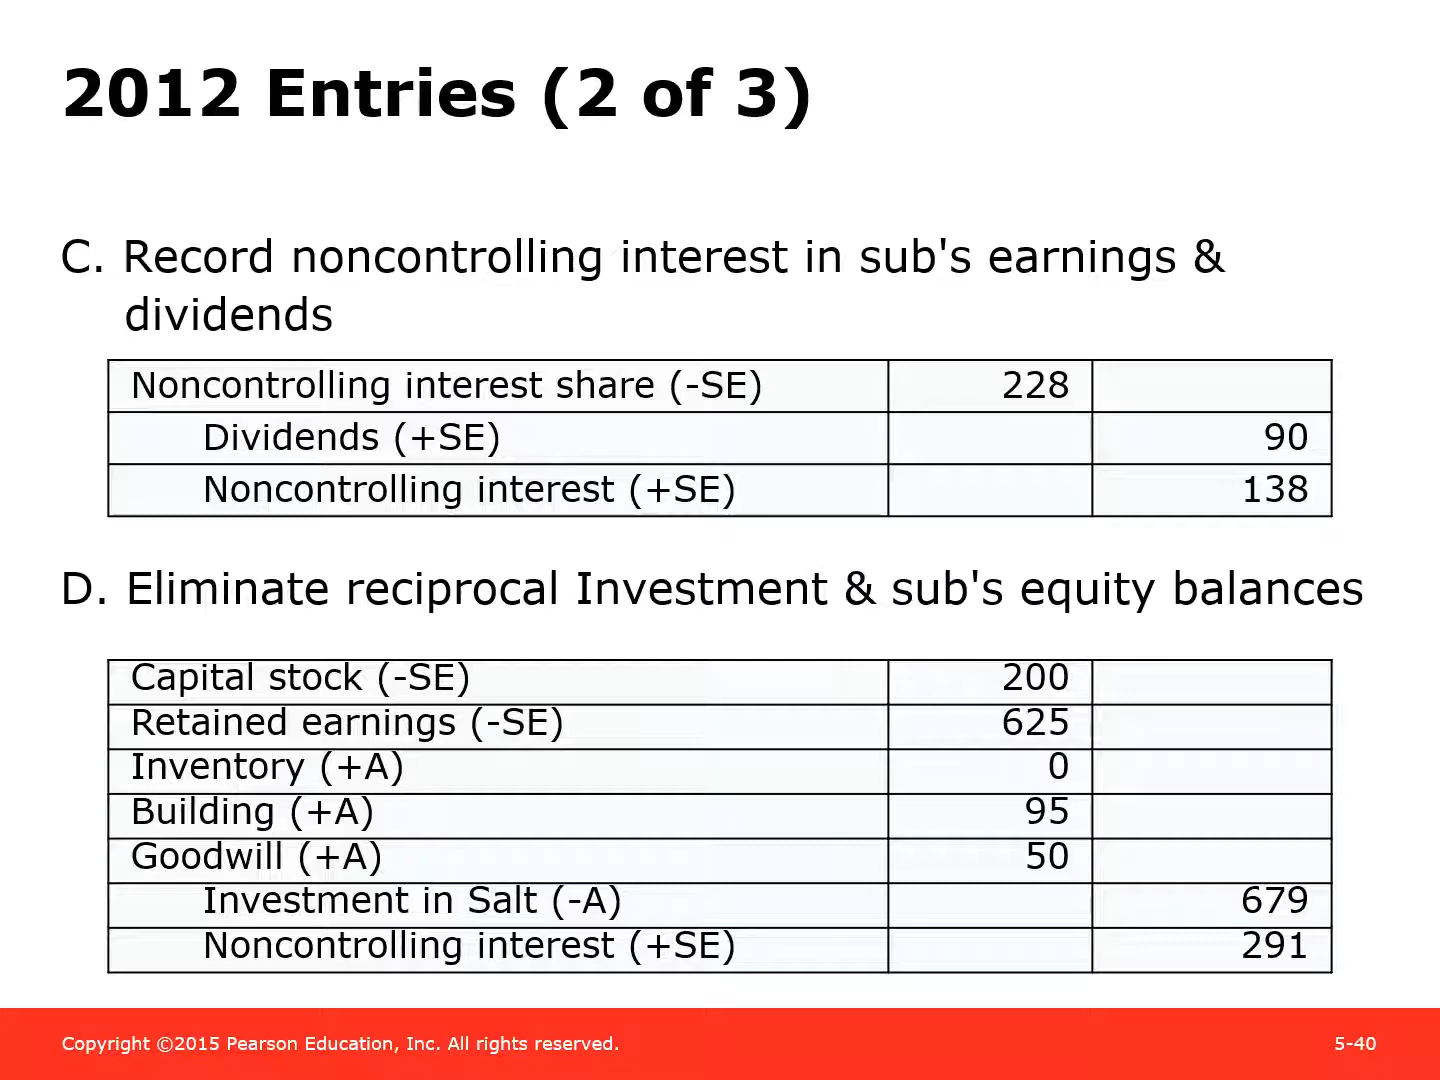 2012 Entries (2 of 3)
C. Record noncontrolling interest in sub's earnings &
dividends
Noncontrolling interest share (-SE) 228
Dividends (+SE) 90
Noncontrolling interest (+SE) 138
D. Eliminate reciprocal Investment & sub's equity balances
Capital stock (-SE) 200
Retained earnings (-SE) 625
Inventory (+A) 0
Building (+A) 95
Goodwill (+A) 50
Investment in Salt (-A) 679
Noncontrolling interest (+SE) 291
Copyright ©2015 Pearson Education, Inc. All rights reserved. 5-40